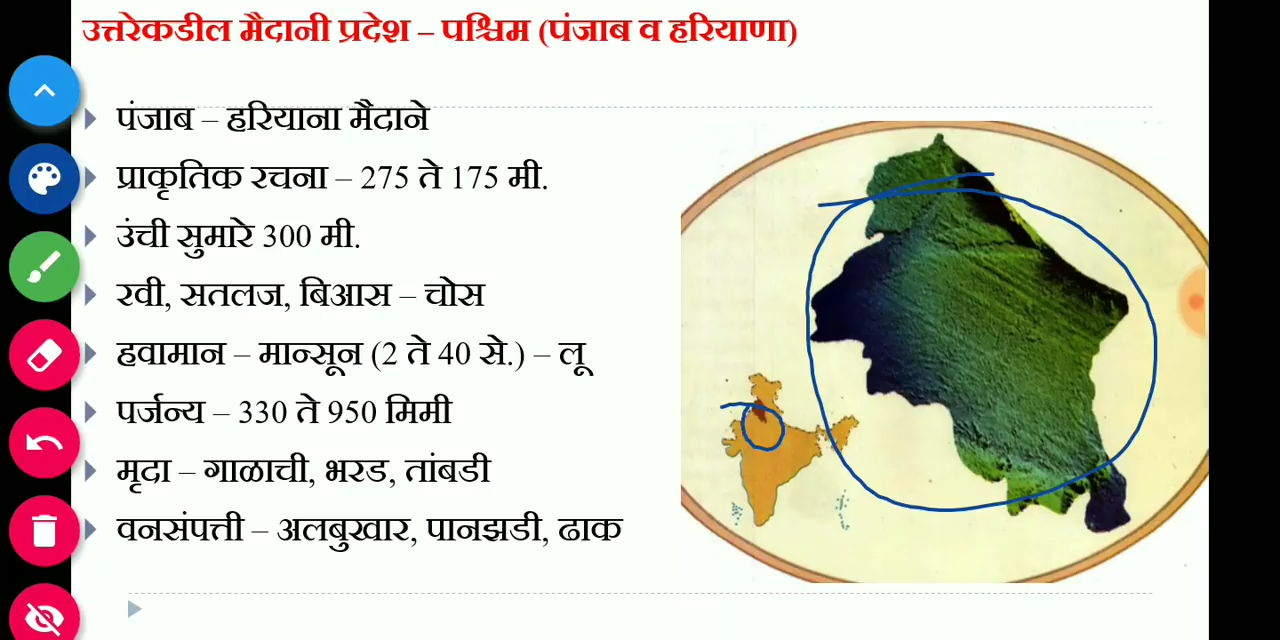 उत्तरेकडील मैदानी प्रदेश – पश्चिम (पंजाब व हरियाणा)
पंजाब – हरियाना मैदाने
प्राकृतिक रचना – 275 ते 175 मी.
उंची सुमारे 300 मी.
रवी, सतलज, बिआस – चोस
हवामान – मान्सून (2 ते 40 से.) – लू
पर्जन्य – 330 ते 950 मिमी
मृदा – गाळाची, भरड, तांबडी
वनसंपत्ती – अलबुखार, पानझडी, ढाक